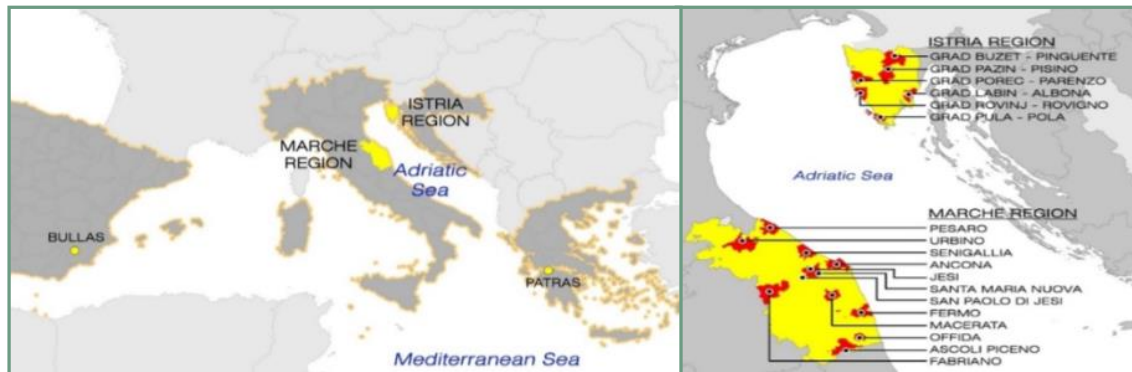 ISTRIA
REGION
MARCHE
REGION
Adriatic
Sea
BULLAS
PATRAS
Mediterranean Sea
ISTRIA REGION
GRAD BUZET - PINGUENTE
GRAD PAZIN - PISINO
GRAD POREC - PARENZO
GRAD LABIN - ALBONA
GRAD ROVINJ - ROVIGNO
GRAD PULA - POLA
Adriatic Sea
MARCHE REGION
PESARO
URBINO
SENIGALLIA
ANCONA
JESI
SANTA MARIA NUOVA
SAN PAOLO DI JESI
FERMO
MACERATA
OFFIDA
ASCOLI PICENO
FABRIANO